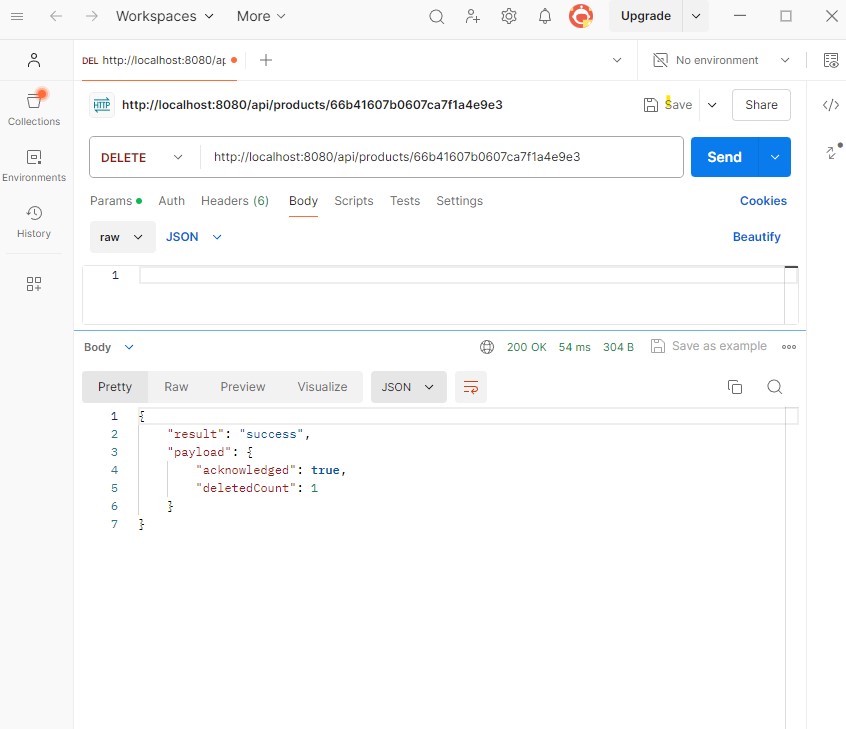 Workspaces More Upgrade
DEL http://localhost:8080/ap No environment
HTTP http://localhost:8080/api/products/66b41607b0607ca7f1a4e9e3 Save Share
Collections
DELETE http://localhost:8080/api/products/66b41607b0607ca7f1a4e9e3 Send
Environments
Params Auth Headers (6) Body Scripts Tests Settings Cookies
History
raw JSON Beautify
1
Body 200 OK 54 ms 304 B Save as example
Pretty Raw Preview Visualize JSON
1 {
2 "result": "success",
3 "payload": {
4 "acknowledged": true,
5 "deletedCount": 1
6 }
7 }